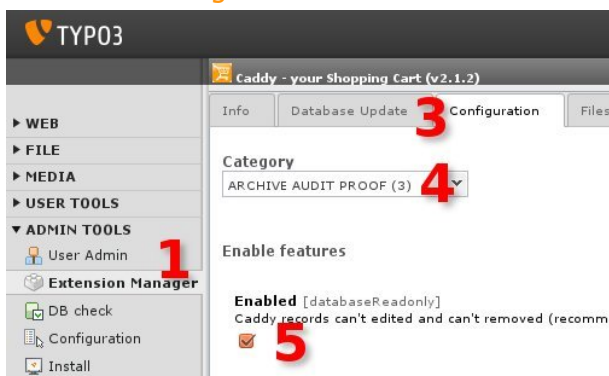 TYPO3
Caddy - your Shopping Cart (v2.1.2)
Info
Database Update
3
Configuration
Files
WEB
FILE
MEDIA
USER TOOLS
ADMIN TOOLS
User Admin
1
Extension Manager
DB check
Configuration
Install
Category
ARCHIVE AUDIT PROOF (3)
4
Enable features
Enabled [databaseReadonly]
Caddy records can't edited and can't removed (recomm
5